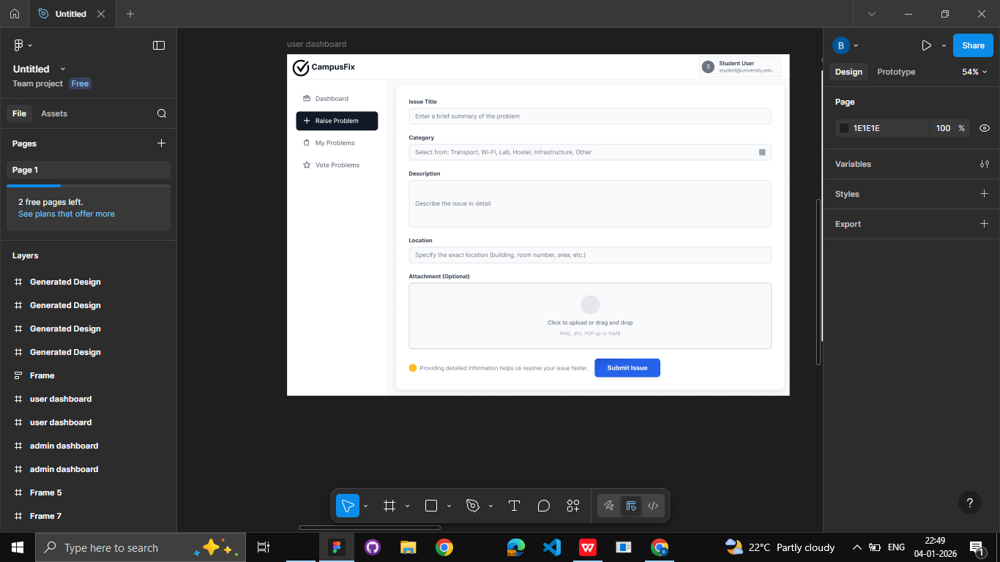 Untitled
Untitled
Team project Free
File Assets
Pages
Page 1
2 free pages left.
See plans that offer more
Layers
Generated Design
Generated Design
Generated Design
Generated Design
Frame
user dashboard
user dashboard
admin dashboard
admin dashboard
Frame 5
Frame 7
user dashboard
CampusFix
S
Student User
student@university.edu
Dashboard
Raise Problem
My Problems
Vote Problems
Issue Title
Enter a brief summary of the problem
Category
Select from: Transport, Wi-Fi, Lab, Hostel, Infrastructure, Other
Description
Describe the issue in detail
Location
Specify the exact location (building, room number, area, etc.)
Attachment (Optional)
Click to upload or drag and drop
PNG, JPG, PDF up to 10MB
Providing detailed information helps us resolve your issue faster.
Submit Issue
B
Share
Design Prototype 54%
Page
1E1E1E 100 %
Variables
Styles
Export
?
Type here to search
W
B
22°C Partly cloudy
ENG
22:49
04-01-2026
1